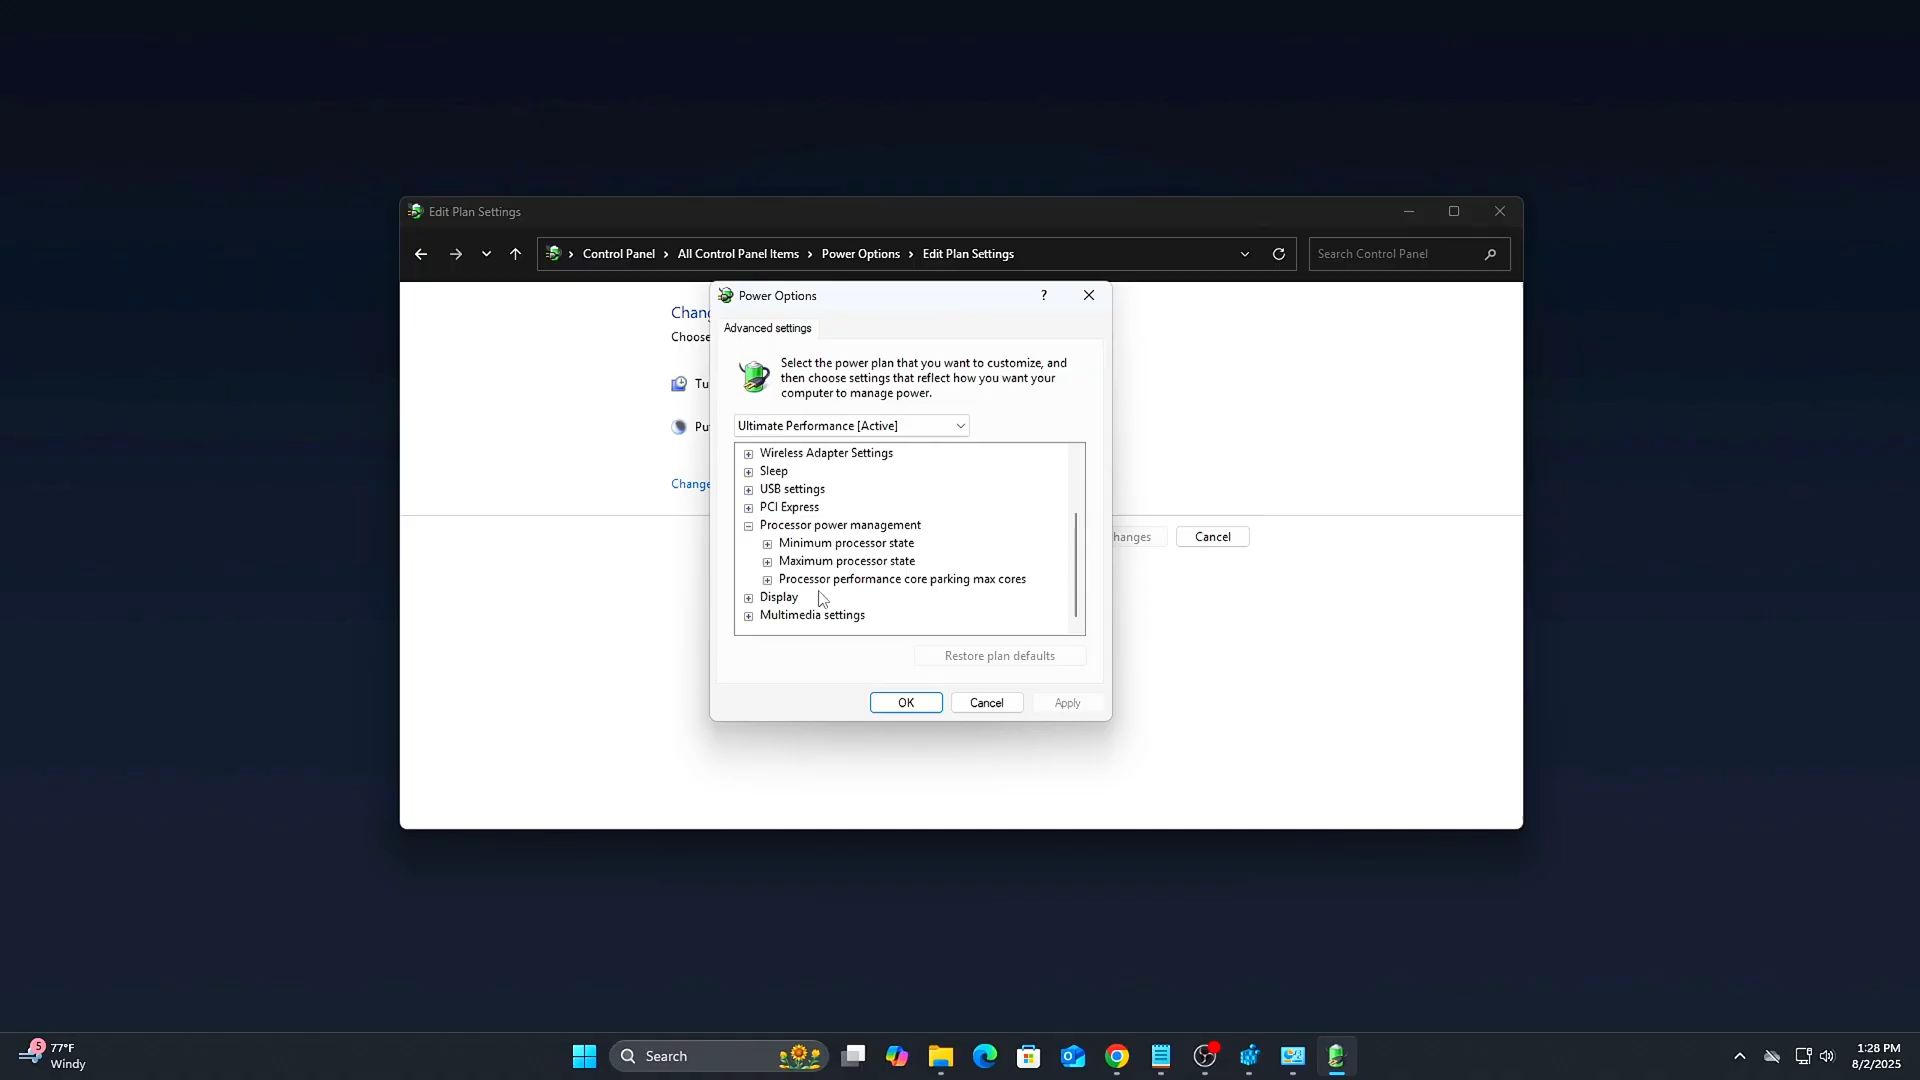 Edit Plan Settings
Control Panel > All Control Panel Items > Power Options > Edit Plan Settings
Search Control Panel
Power Options
?
Advanced settings
Select the power plan that you want to customize, and
then choose settings that reflect how you want your
computer to manage power.
Ultimate Performance [Active]
Wireless Adapter Settings
Sleep
USB settings
PCI Express
Processor power management
Minimum processor state
Maximum processor state
Processor performance core parking max cores
Display
Multimedia settings
Restore plan defaults
OK
Cancel
Apply
Chang
Choose
Tu
Pu
Change
hanges
Cancel
5
77°F
Windy
Search
1:28 PM
8/2/2025